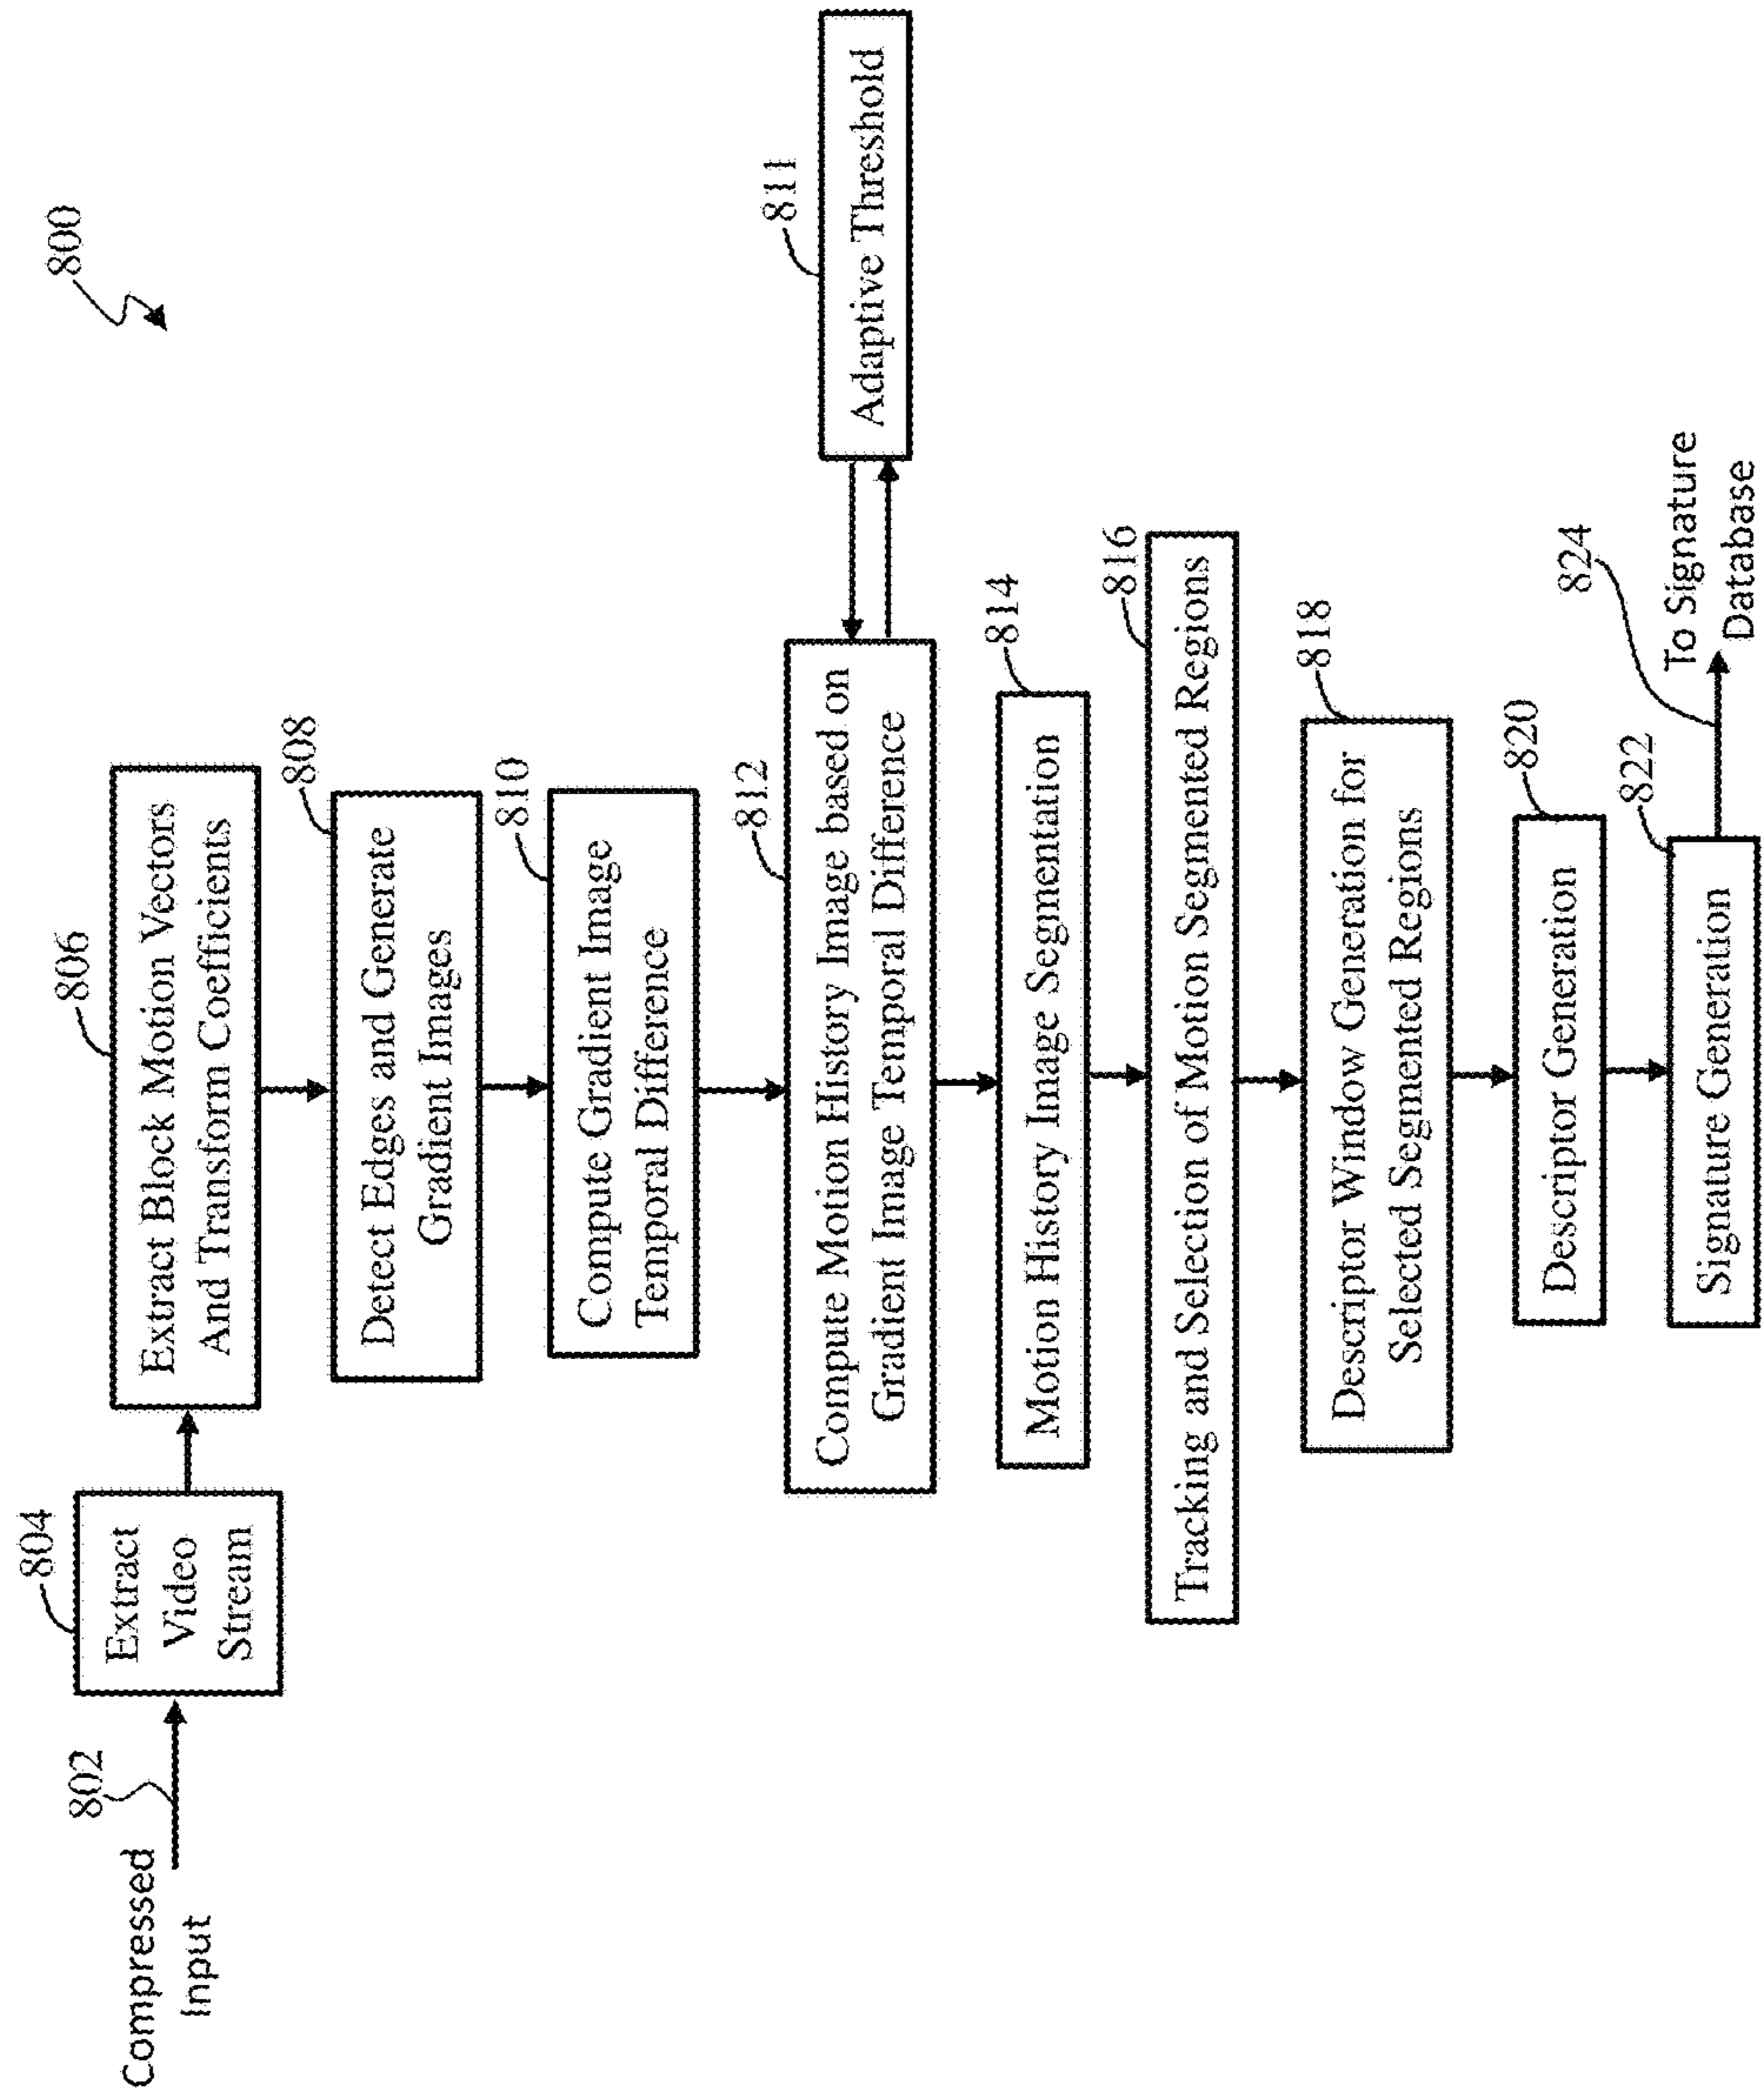 800
Compressed
Input
802
804
Extract
Video
Stream
806
Extract Block Motion Vectors
And Transform Coefficients
808
Detect Edges and Generate
Gradient Images
810
Compute Gradient Image
Temporal Difference
812
Compute Motion History Image based on
Gradient Image Temporal Difference
811
Adaptive Threshold
814
Motion History Image Segmentation
816
Tracking and Selection of Motion Segmented Regions
818
Descriptor Window Generation for
Selected Segmented Regions
820
Descriptor Generation
822
Signature Generation
824
To Signature
Database